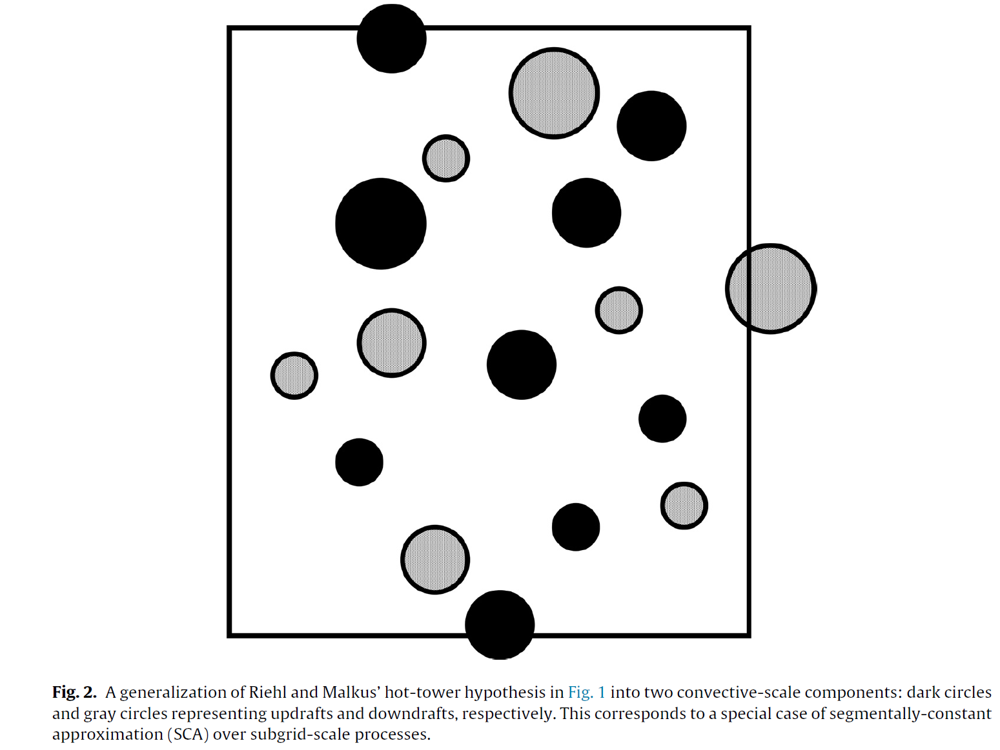 Fig. 2. A generalization of Riehl and Malkus’ hot-tower hypothesis in Fig. 1 into two convective-scale components: dark circles
and gray circles representing updrafts and downdrafts, respectively. This corresponds to a special case of segmentally-constant
approximation (SCA) over subgrid-scale processes.